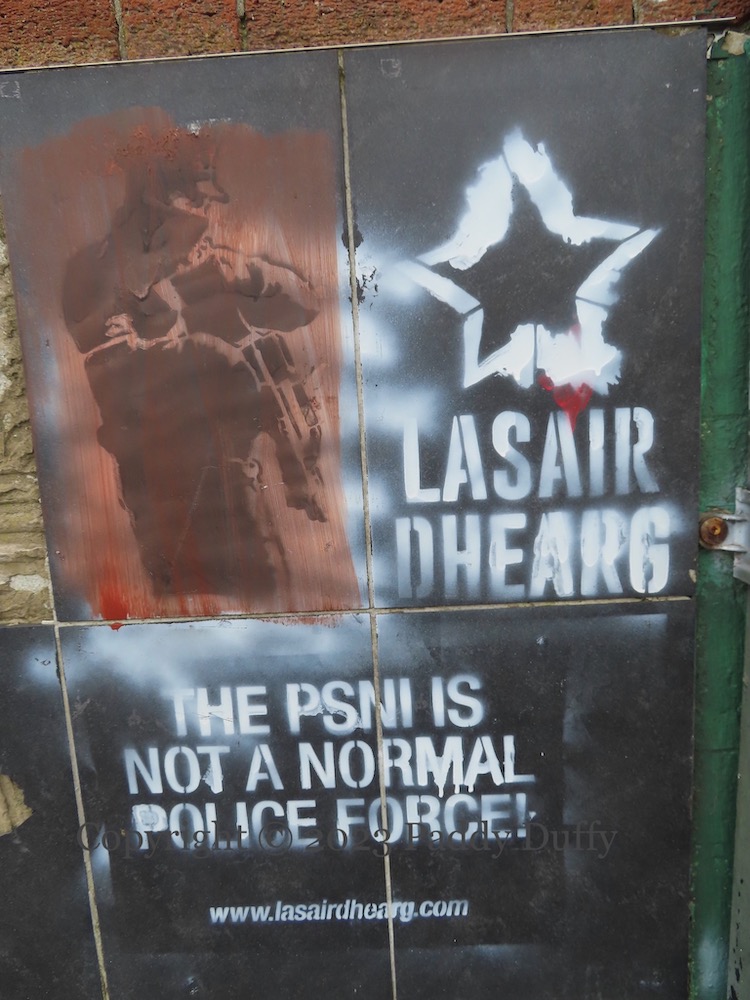 LASAIR
DHEARG
THE PSNI IS
NOT A NORMAL
POLICE FORCE!
Copyright © 2023 Paddy Duffy
www.lasairdhearg.com